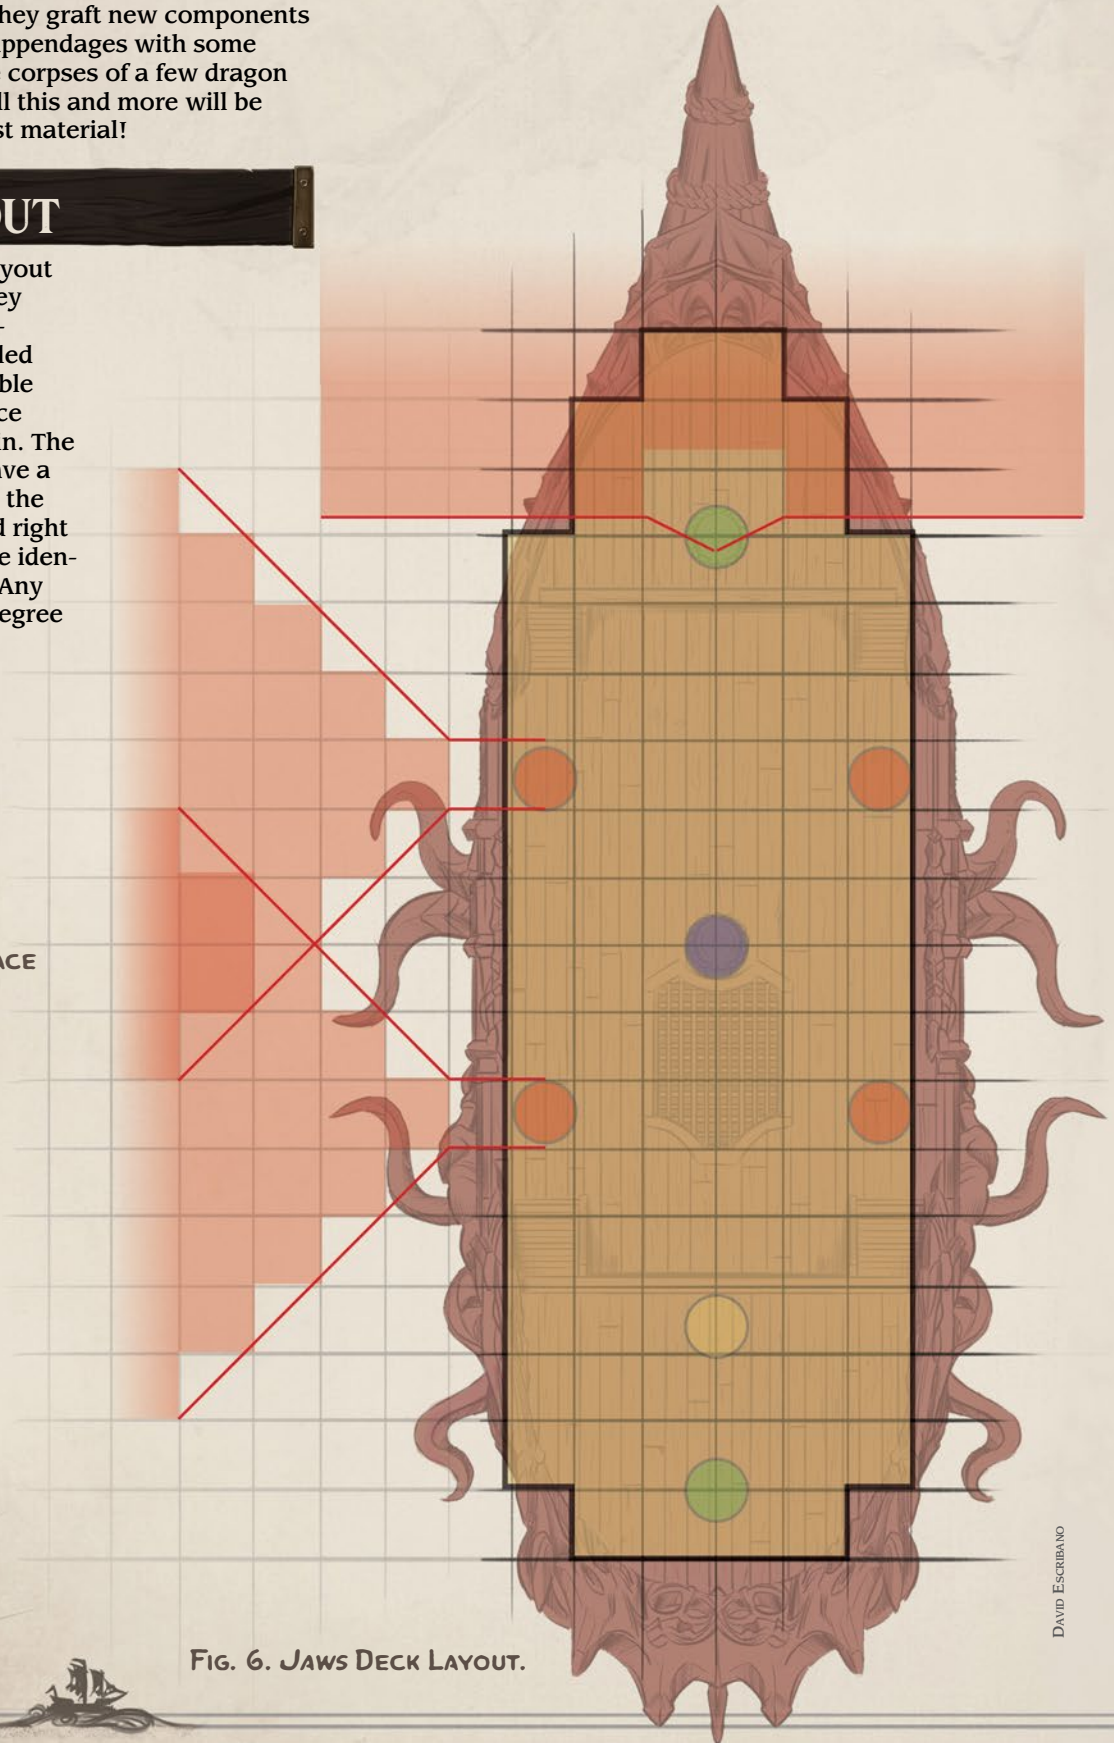 hey graft new components
ppendages with some
corpses of a few dragon
ll this and more will be
st material!
OUT
yout
ey
-
led
ble
ce
in. The
ave a
the
d right
e iden-
Any
egree
ACE
DAVID ESCRIBANO
FIG. 6. JAWS DECK LAYOUT.